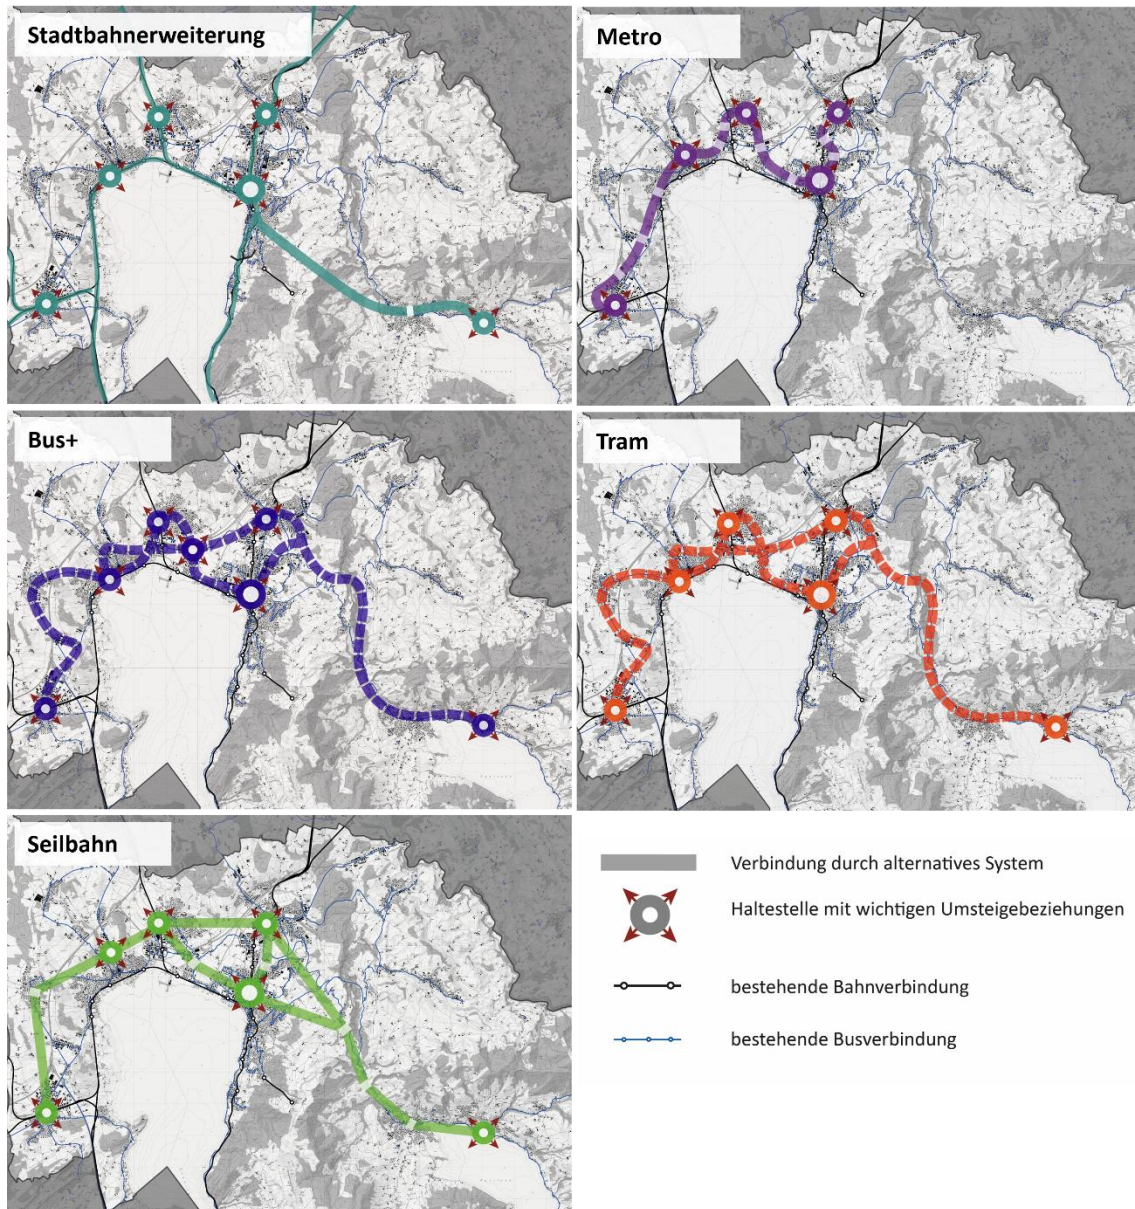 Stadtbahnerweiterung
Metro
Bus+
Tram
Seilbahn
Verbindung durch alternatives System
Haltestelle mit wichtigen Umsteigebeziehungen
bestehende Bahnverbindung
bestehende Busverbindung